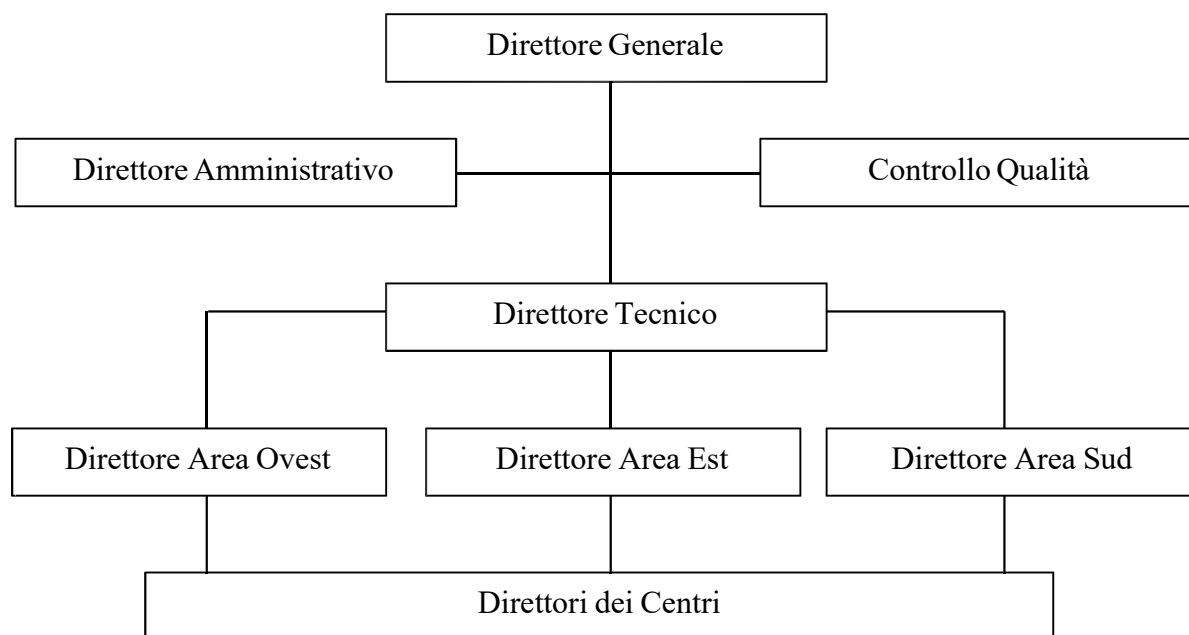 Direttore Generale
Direttore Amministrativo
Controllo Qualità
Direttore Tecnico
Direttore Area Ovest
Direttore Area Est
Direttore Area Sud
Direttori dei Centri